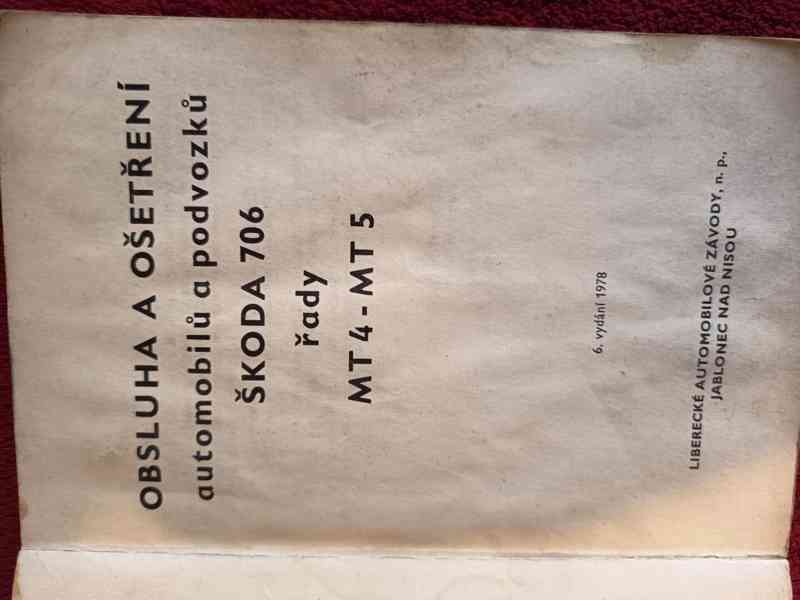 OBSLUHA A OŠETŘENÍ
automobilů a podvozků
ŠKODA 706
řady
MT 4 - MT 5
6. vydání 1978
LIBERECKÉ AUTOMOBILOVÉ ZÁVODY, n. p.,
JABLONEC NAD NISOU